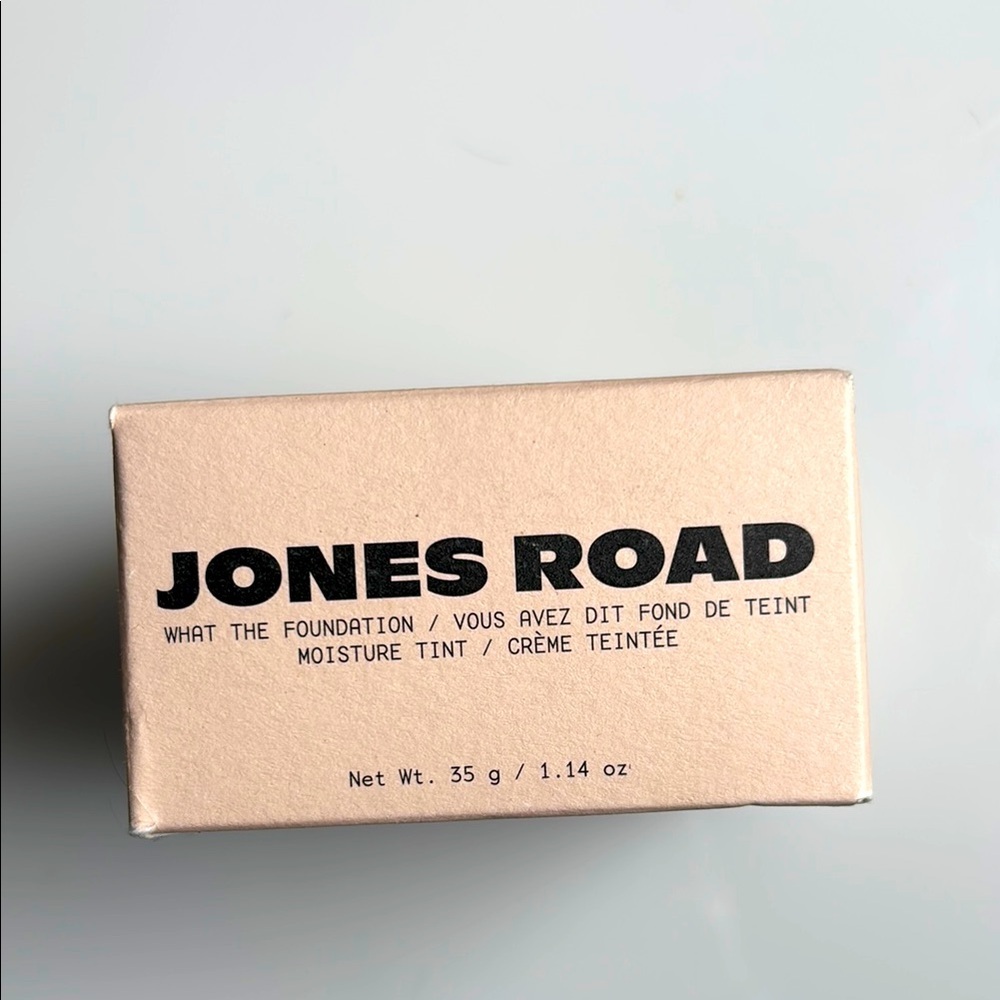 JONES ROAD
WHAT THE FOUNDATION / VOUS AVEZ DIT FOND DE TEINT
MOISTURE TINT / CRÈME TEINTÉE
Net Wt. 35 g / 1.14 oz